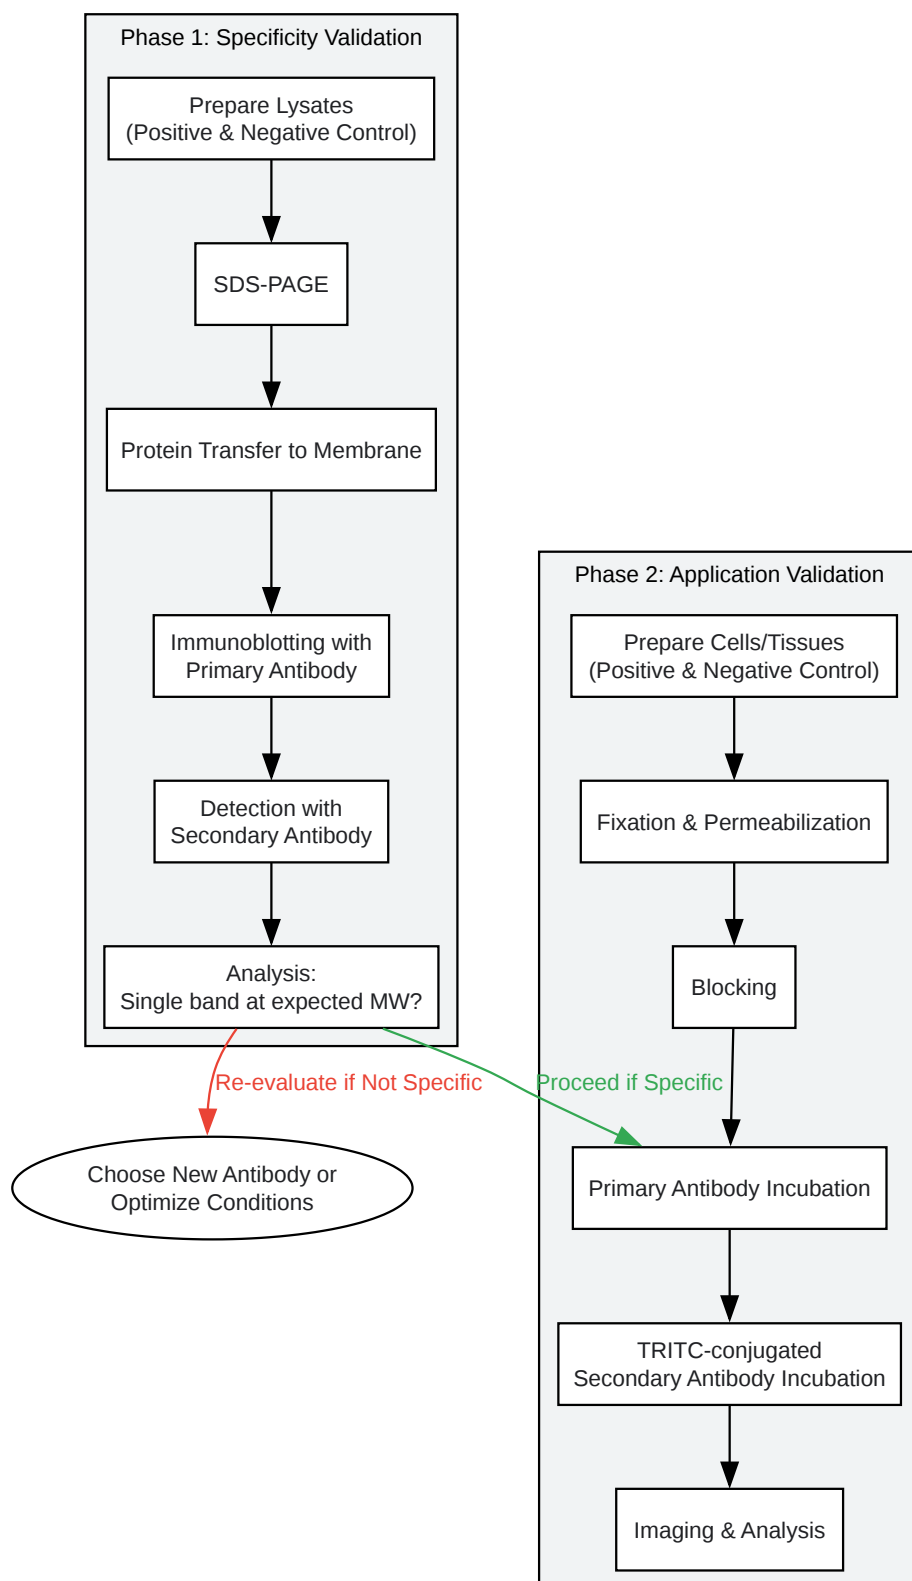 Phase 1: Specificity Validation
Prepare Lysates
(Positive & Negative Control)
SDS-PAGE
Protein Transfer to Membrane
Immunoblotting with
Primary Antibody
Detection with
Secondary Antibody
Analysis:
Single band at expected MW?
Re-evaluate if Not Specific
Proceed if Specific
Choose New Antibody or
Optimize Conditions
Phase 2: Application Validation
Prepare Cells/Tissues
(Positive & Negative Control)
Fixation & Permeabilization
Blocking
Primary Antibody Incubation
TRITC-conjugated
Secondary Antibody Incubation
Imaging & Analysis